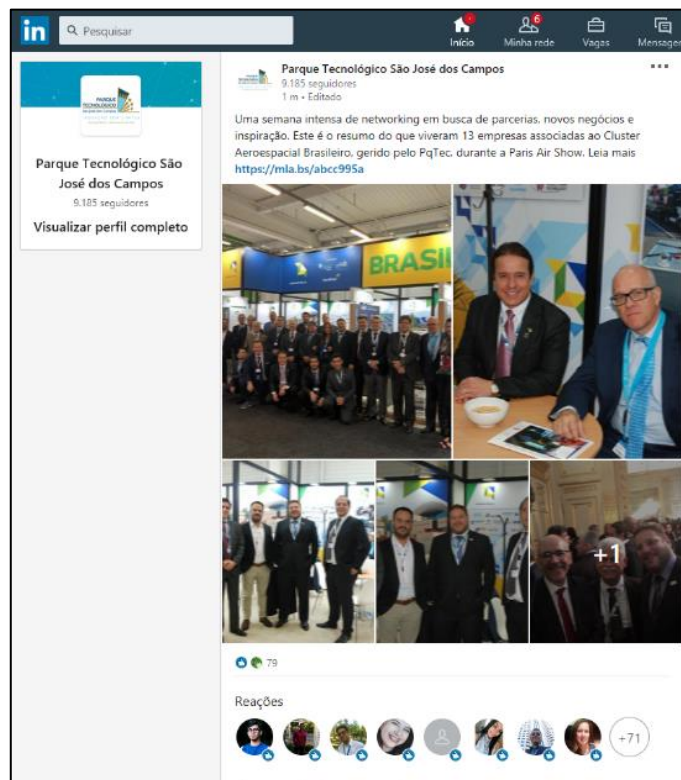 in
Pesquisar
Início
6
Minha rede
Vagas
Mensagen
PARQUE
TECNOLÓGICO
Parque Tecnológico São
José dos Campos
9.185 seguidores
Visualizar perfil completo
Parque Tecnológico São José dos Campos
9.185 seguidores
1 m • Editado
Uma semana intensa de networking em busca de parcerias, novos negócios e
inspiração. Este é o resumo do que viveram 13 empresas associadas ao Cluster
Aeroespacial Brasileiro, gerido pelo PqTec, durante a Paris Air Show. Leia mais
https://mla.bs/abcc995a
BRASIL
+1
79
Reações
+71